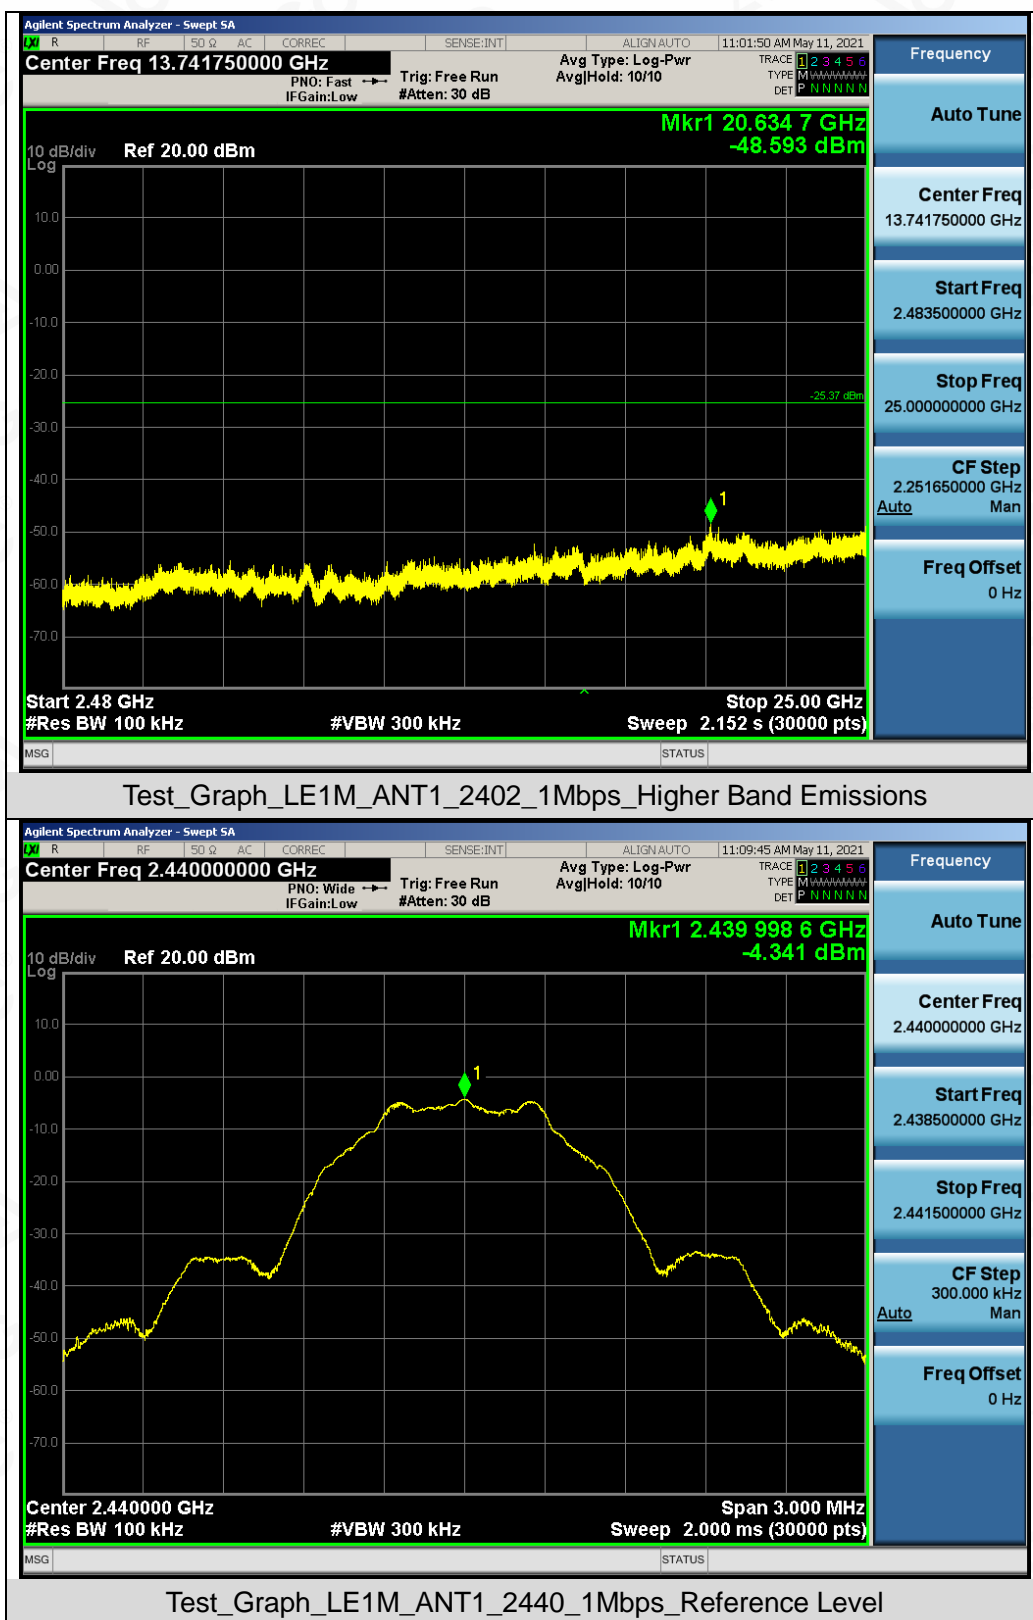 Agilent Spectrum Analyzer - Swept SA
LXI R RF 50 Ω AC CORREC SENSE:INT ALIGN AUTO 11:01:50 AM May 11, 2021
Center Freq 13.741750000 GHz
PNO: Fast
IFGain:Low
Trig: Free Run
#Atten: 30 dB
Avg Type: Log-Pwr
Avg|Hold: 10/10
TRACE 1 2 3 4 5 6
TYPE M WWWWW
DET P N N N N N
Mkr1 20.634 7 GHz
-48.593 dBm
10 dB/div Ref 20.00 dBm
Log
10.0
0.00
-10.0
-20.0
-25.37 dBm
-30.0
-40.0
1
-50.0
-60.0
-70.0
Start 2.48 GHz Stop 25.00 GHz
#Res BW 100 kHz #VBW 300 kHz Sweep 2.152 s (30000 pts)
MSG STATUS
Frequency
Auto Tune
Center Freq
13.741750000 GHz
Start Freq
2.483500000 GHz
Stop Freq
25.000000000 GHz
CF Step
2.251650000 GHz
Auto Man
Freq Offset
0 Hz
Test_Graph_LE1M_ANT1_2402_1Mbps_Higher Band Emissions
Agilent Spectrum Analyzer - Swept SA
LXI R RF 50 Ω AC CORREC SENSE:INT ALIGN AUTO 11:09:45 AM May 11, 2021
Center Freq 2.440000000 GHz
PNO: Wide
IFGain:Low
Trig: Free Run
#Atten: 30 dB
Avg Type: Log-Pwr
Avg|Hold: 10/10
TRACE 1 2 3 4 5 6
TYPE M WWWWW
DET P N N N N N
Mkr1 2.439 998 6 GHz
-4.341 dBm
10 dB/div Ref 20.00 dBm
Log
10.0
0.00
1
-10.0
-20.0
-30.0
-40.0
-50.0
-60.0
-70.0
Center 2.440000 GHz Span 3.000 MHz
#Res BW 100 kHz #VBW 300 kHz Sweep 2.000 ms (30000 pts)
MSG STATUS
Frequency
Auto Tune
Center Freq
2.440000000 GHz
Start Freq
2.438500000 GHz
Stop Freq
2.441500000 GHz
CF Step
300.000 kHz
Auto Man
Freq Offset
0 Hz
Test_Graph_LE1M_ANT1_2440_1Mbps_Reference Level